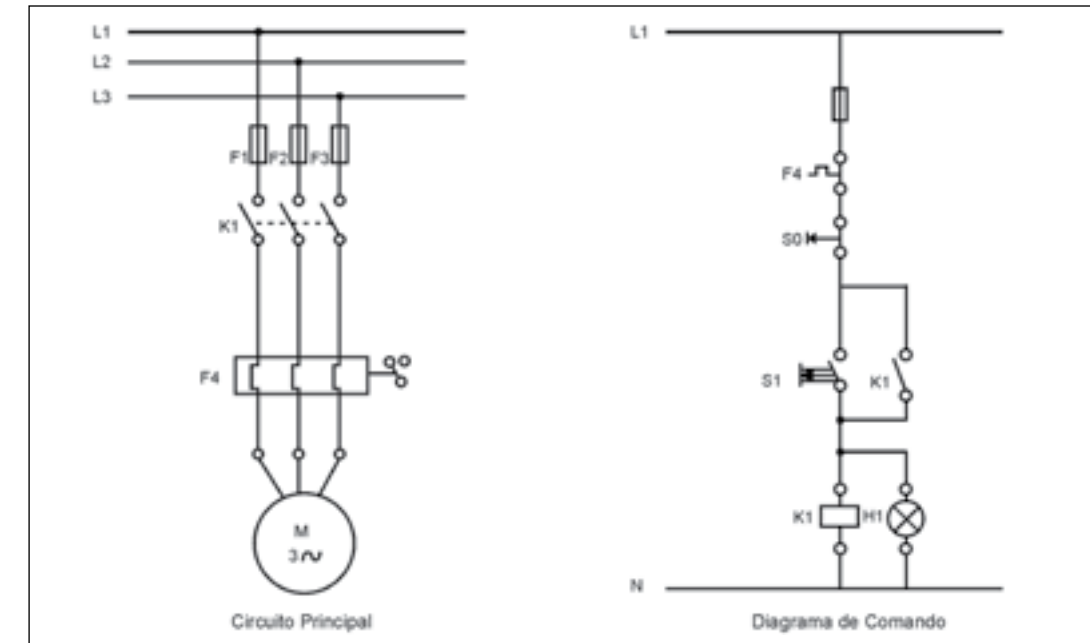 L1
L2
L3
F1 F2 F3
K1
F4
M
3
Circuito Principal
L1
F4
S0
S1 K1
K1 H1
N
Diagrama de Comando